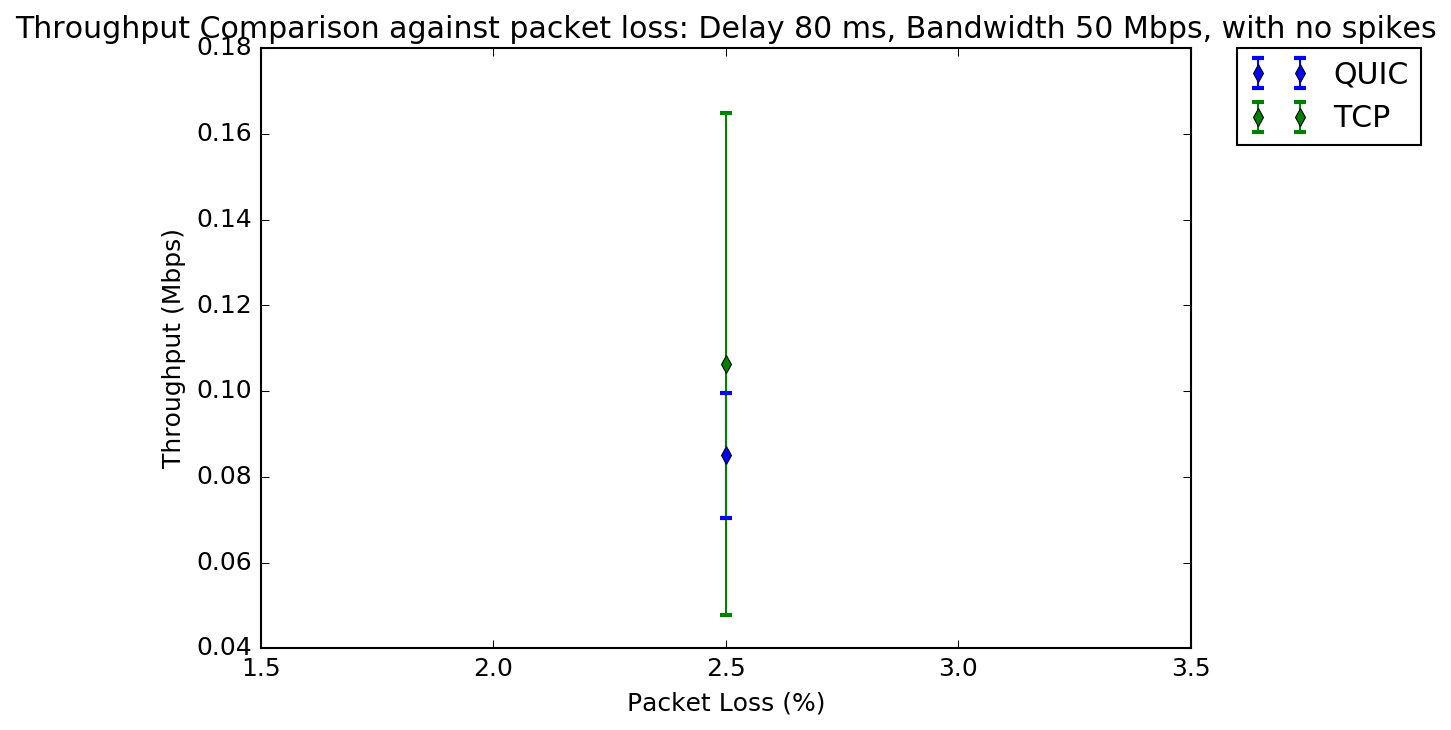 Throughput Comparison against packet loss: Delay 80 ms, Bandwidth 50 Mbps, with no spikes
QUIC
TCP
0.18
0.16
0.14
0.12
0.10
0.08
0.06
0.04
Throughput (Mbps)
1.5 2.0 2.5 3.0 3.5
Packet Loss (%)